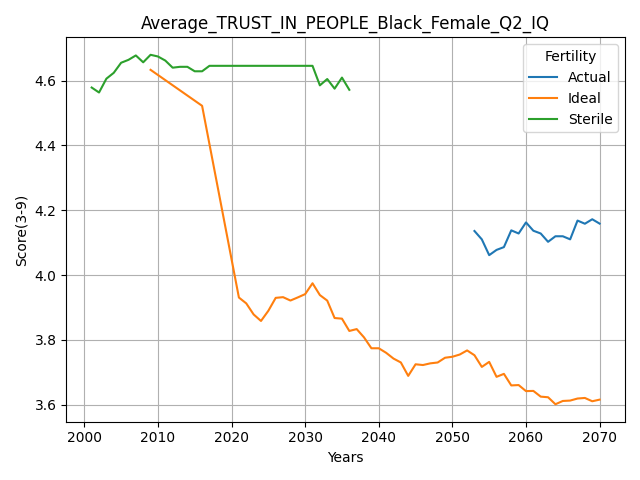 Average_TRUST_IN_PEOPLE_Black_Female_Q2_IQ
Score(3-9)
4.6
4.4
4.2
4.0
3.8
3.6
Fertility
Actual
Ideal
Sterile
2000 2010 2020 2030 2040 2050 2060 2070
Years